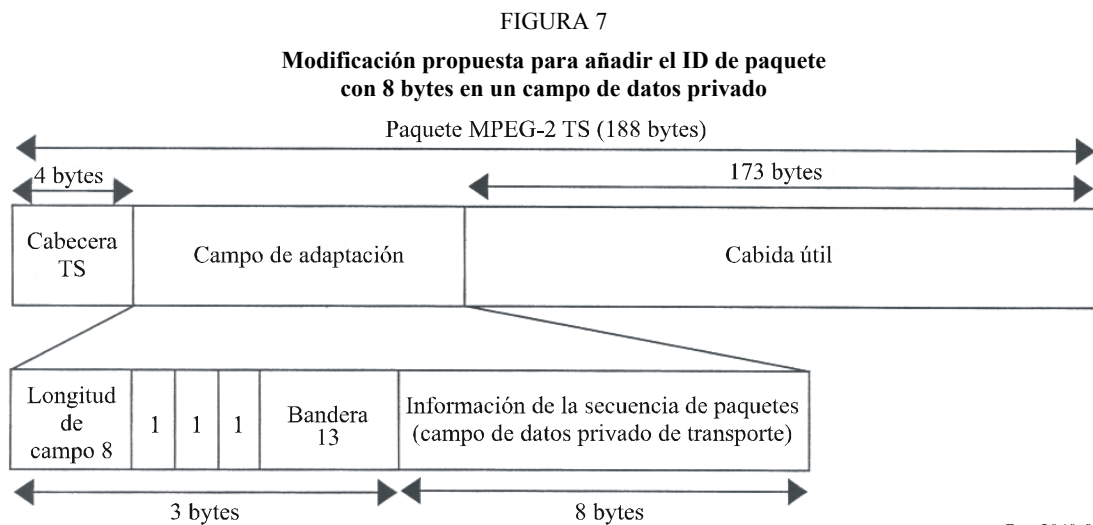 FIGURA 7
Modificación propuesta para añadir el ID de paquete
con 8 bytes en un campo de datos privado
Paquete MPEG-2 TS (188 bytes)
4 bytes
173 bytes
Cabecera
TS
Campo de adaptación
Cabida útil
Longitud
de
campo 8
1
1
1
Bandera
13
Información de la secuencia de paquetes
(campo de datos privado de transporte)
3 bytes
8 bytes